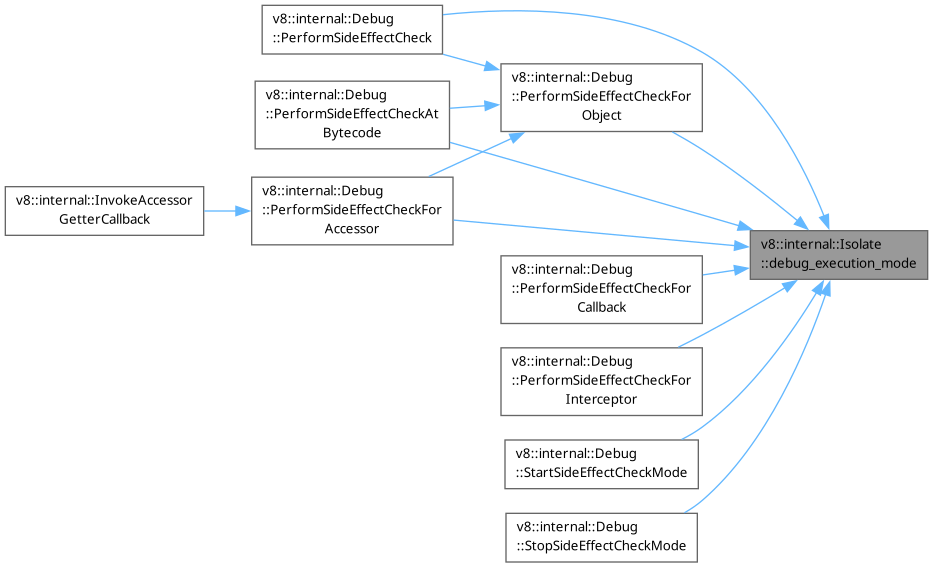 v8::internal::Debug
::PerformSideEffectCheck
v8::internal::Debug
::PerformSideEffectCheckFor
Object
v8::internal::Debug
::PerformSideEffectCheckAt
Bytecode
v8::internal::InvokeAccessor
GetterCallback
v8::internal::Debug
::PerformSideEffectCheckFor
Accessor
v8::internal::Isolate
::debug_execution_mode
v8::internal::Debug
::PerformSideEffectCheckFor
Callback
v8::internal::Debug
::PerformSideEffectCheckFor
Interceptor
v8::internal::Debug
::StartSideEffectCheckMode
v8::internal::Debug
::StopSideEffectCheckMode